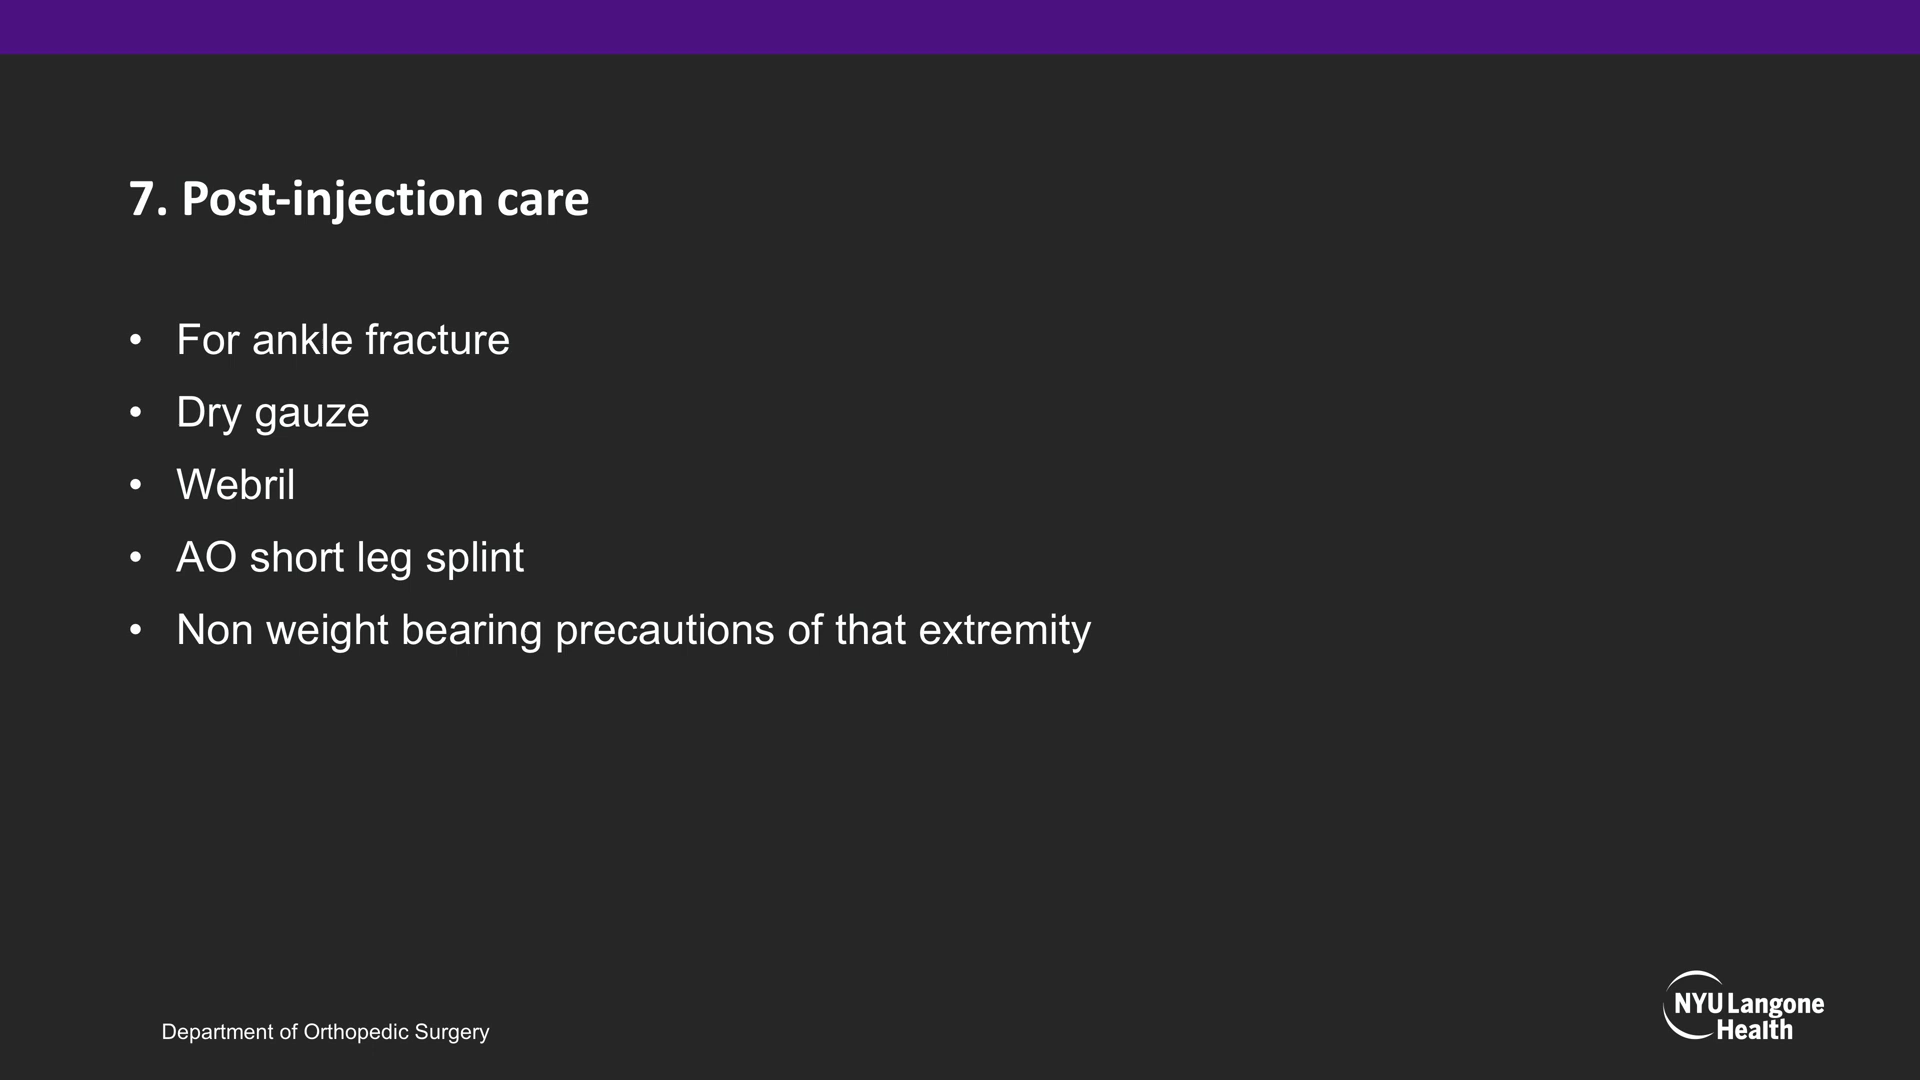 7. Post-injection care
• For ankle fracture
• Dry gauze
• Webril
• AO short leg splint
• Non weight bearing precautions of that extremity
Department of Orthopedic Surgery
NYU Langone
Health